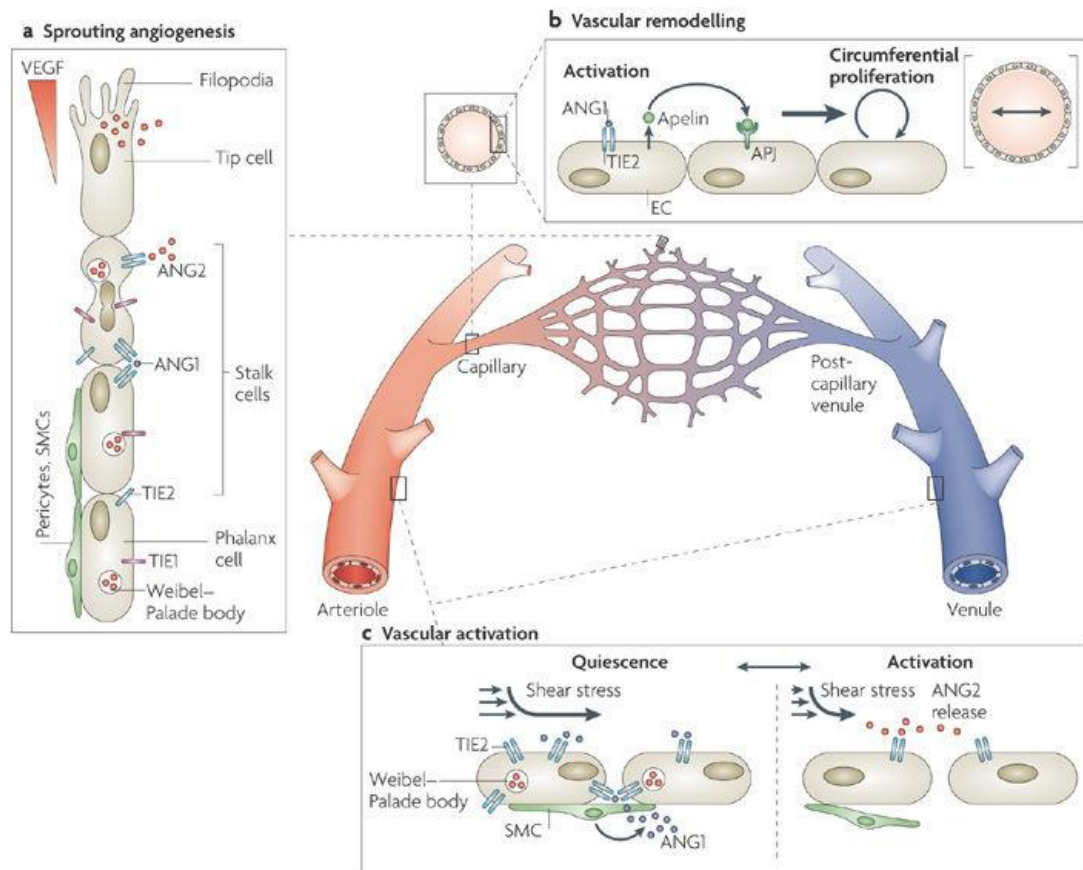 a Sprouting angiogenesis
VEGF
Filopodia
Tip cell
ANG2
ANG1
Stalk
cells
Pericytes, SMCs
TIE2
Phalanx
cell
TIE1
Weibel–
Palade body
b Vascular remodelling
Activation
Circumferential
proliferation
ANG1
Apelin
TIE2
APJ
EC
Capillary
Post-
capillary
venule
Arteriole
Venule
c Vascular activation
Quiescence
Activation
Shear stress
Shear stress
ANG2
release
TIE2
Weibel–
Palade body
SMC
ANG1